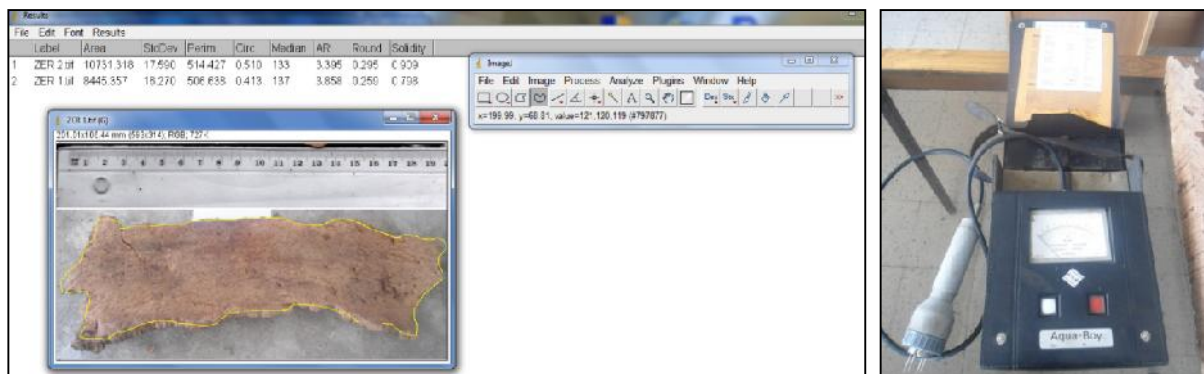 Results
File Edit Font Results
Label Area StdDev Perim. Circ. Median AR Round Solidity
1 ZER 2.tif 10731.318 17.590 514.427 0.510 133 3.395 0.295 0.909
2 ZER 1.tif 8445.357 18.270 506.638 0.413 137 3.858 0.259 0.798
ImageJ
File Edit Image Process Analyze Plugins Window Help
Dev Stk
x=199.99, y=68.81, value=121,120,119 (#797877)
RGB;
1 2 3 4 5 6 7 8 9 10 11 12 13 14 15 16 17 18 19
Aqua-Boy